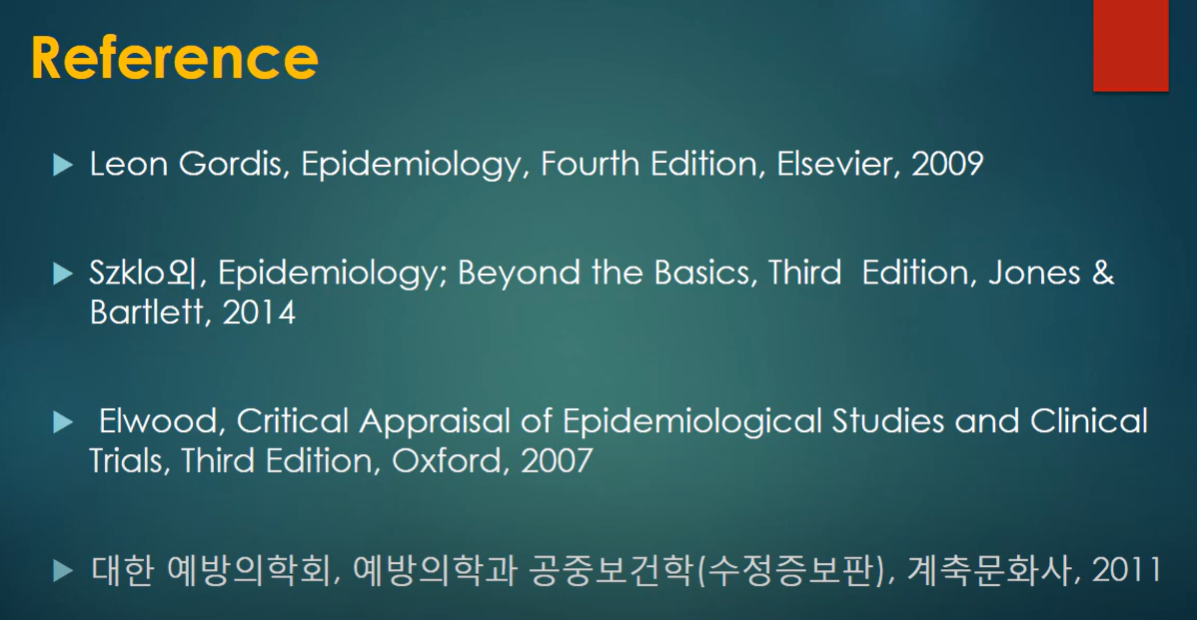 Reference
Leon Gordis, Epidemiology, Fourth Edition, Elsevier, 2009
Szklo외, Epidemiology; Beyond the Basics, Third Edition, Jones &
Bartlett, 2014
Elwood, Critical Appraisal of Epidemiological Studies and Clinical
Trials, Third Edition, Oxford, 2007
대한 예방의학회, 예방의학과 공중보건학(수정증보판), 계축문화사, 2011